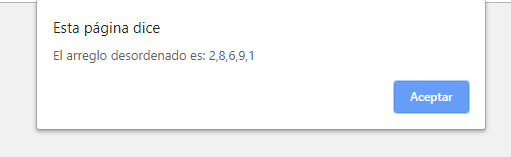 Esta página dice
El arreglo desordenado es: 2,8,6,9,1
Aceptar